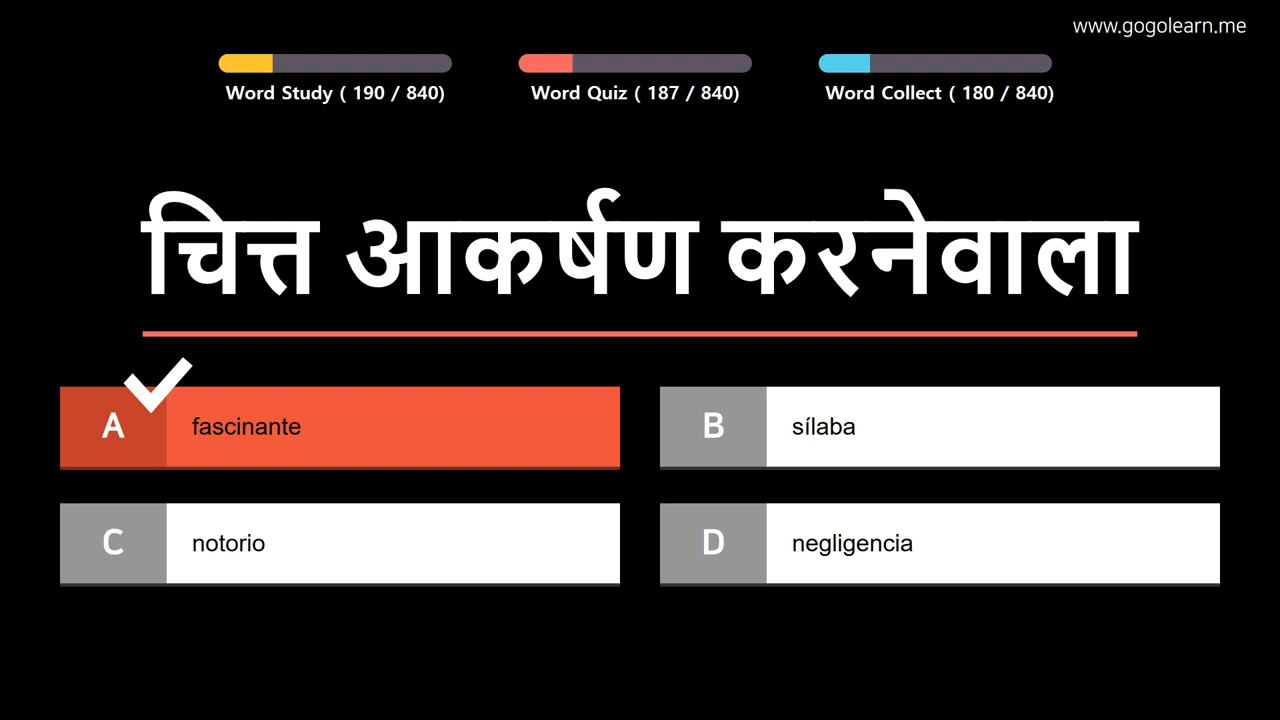 www.gogolearn.me
Word Study ( 190 / 840)
Word Quiz ( 187 / 840)
Word Collect ( 180 / 840)
चित्त आकर्षण करनेवाला
A fascinante
B sílaba
C notorio
D negligencia